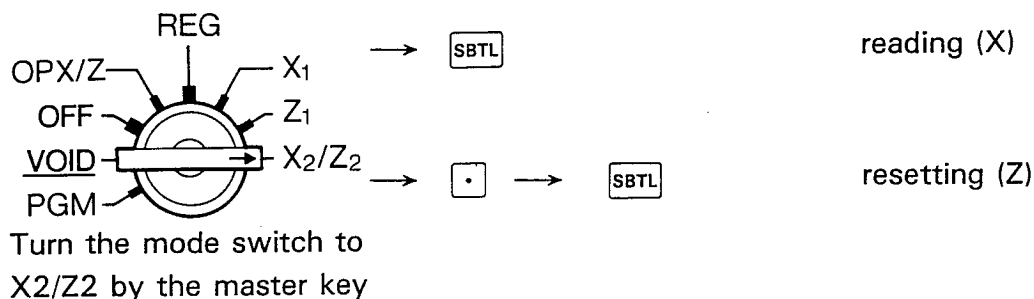 REG
OPX/Z
X1
OFF
Z1
VOID
X2/Z2
PGM
SBTL
reading (X)
·
SBTL
resetting (Z)
Turn the mode switch to
X2/Z2 by the master key